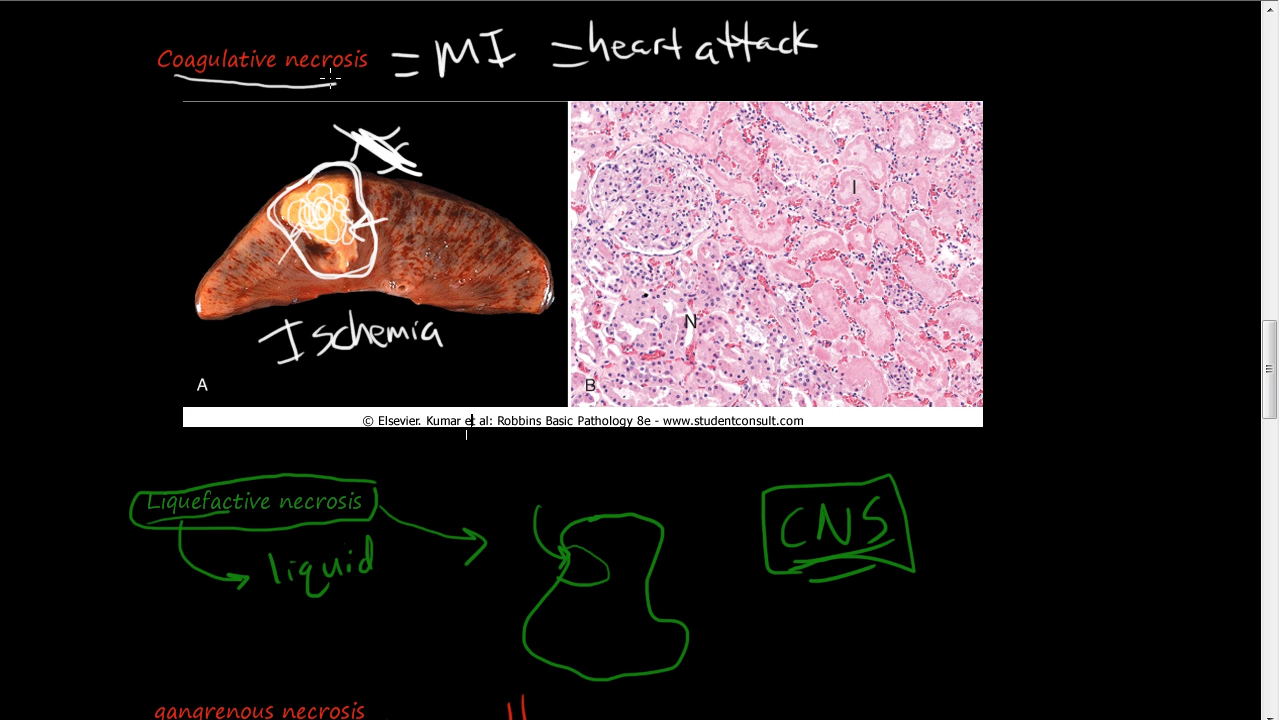 Coagulative necrosis = MI = heart attack
I
N
Ischemia
A
B
© Elsevier. Kumar et al: Robbins Basic Pathology 8e - www.studentconsult.com
Liquefactive necrosis
CNS
liquid
gangrenous necrosis